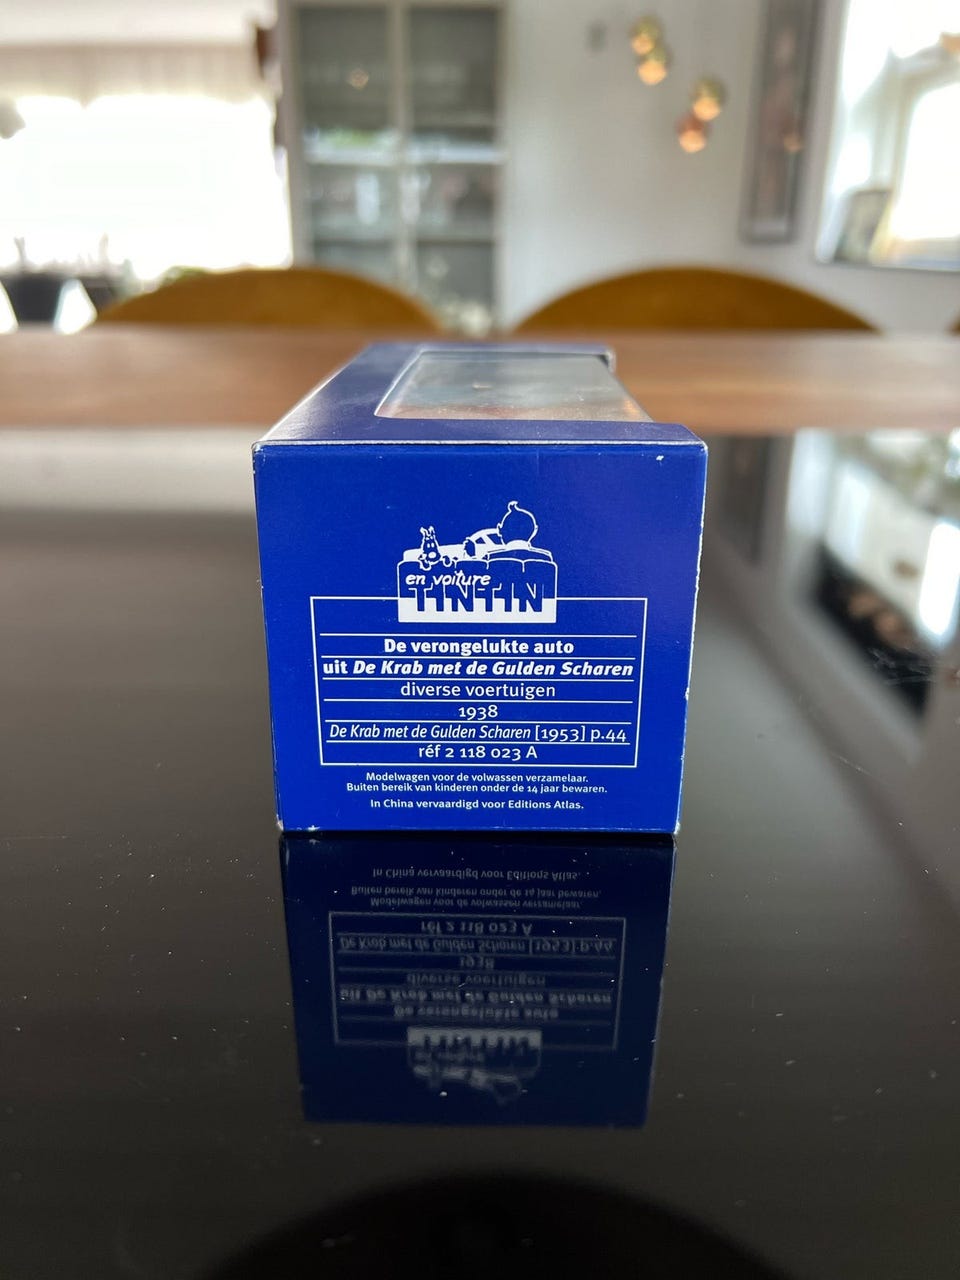 en voiture
TINTIN
De verongelukte auto
uit De Krab met de Gulden Scharen
diverse voertuigen
1938
De Krab met de Gulden Scharen [1953] p.44
réf 2 118 023 A
Modelwagen voor de volwassen verzamelaar.
Buiten bereik van kinderen onder de 14 jaar bewaren.
In China vervaardigd voor Editions Atlas.